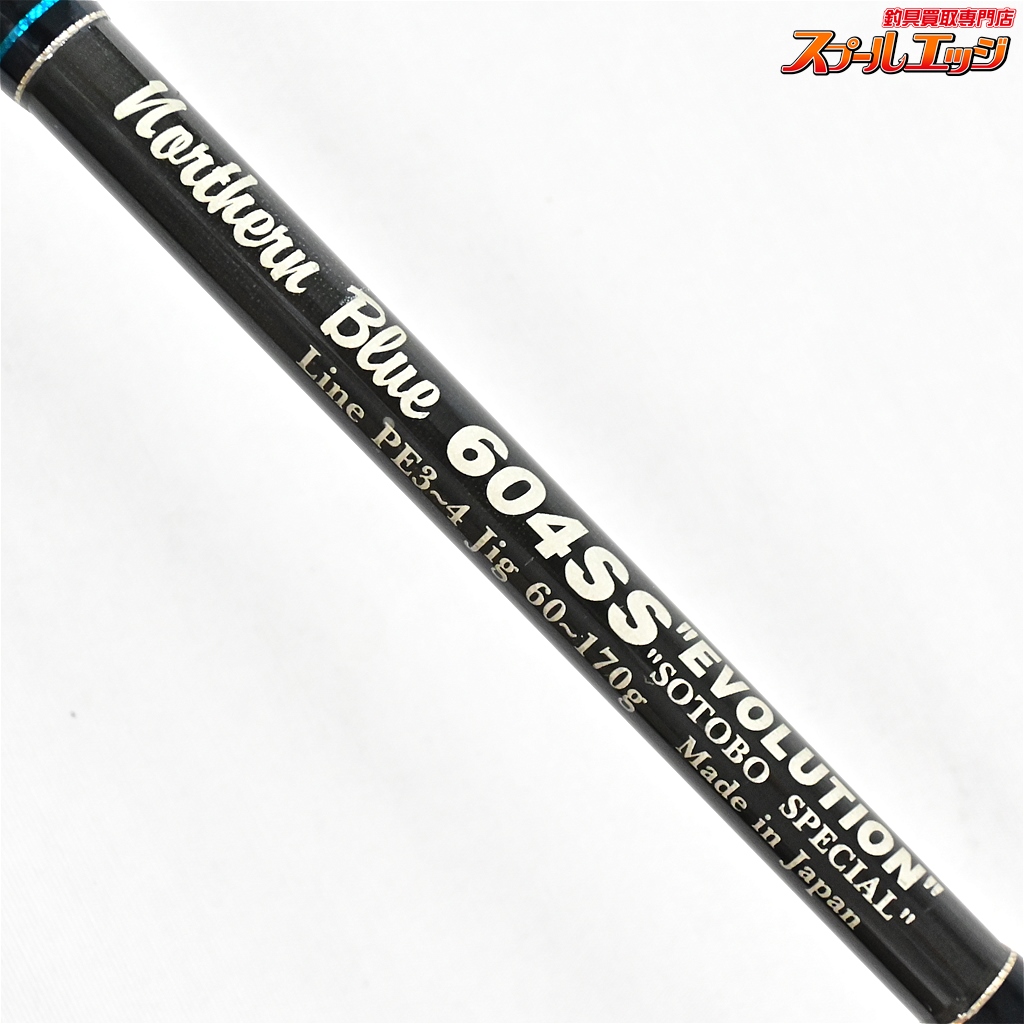 釣具買取専門店
スプールエッジ
Northern Blue 604SS "EVOLUTION"
"SOTOBO SPECIAL"
Line PE3~4 Jig 60~170g Made in Japan